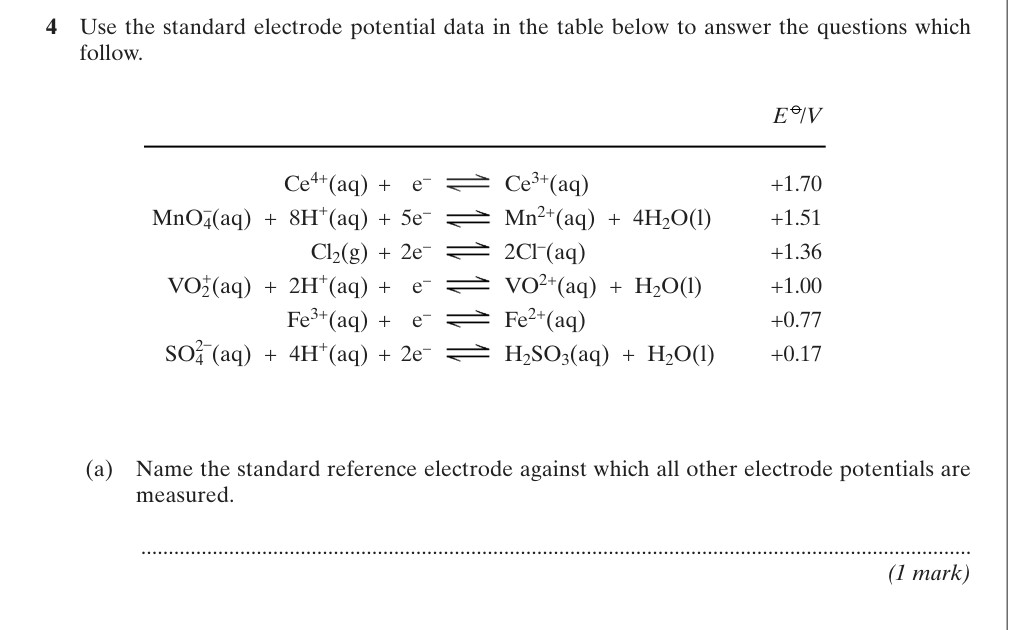 4 Use the standard electrode potential data in the table below to answer the questions which
follow.
E⦵/V
Ce⁴⁺(aq) + e⁻ ⇌ Ce³⁺(aq) +1.70
MnO₄⁻(aq) + 8H⁺(aq) + 5e⁻ ⇌ Mn²⁺(aq) + 4H₂O(l) +1.51
Cl₂(g) + 2e⁻ ⇌ 2Cl⁻(aq) +1.36
VO₂⁺(aq) + 2H⁺(aq) + e⁻ ⇌ VO²⁺(aq) + H₂O(l) +1.00
Fe³⁺(aq) + e⁻ ⇌ Fe²⁺(aq) +0.77
SO₄²⁻(aq) + 4H⁺(aq) + 2e⁻ ⇌ H₂SO₃(aq) + H₂O(l) +0.17
(a) Name the standard reference electrode against which all other electrode potentials are
measured.
(1 mark)